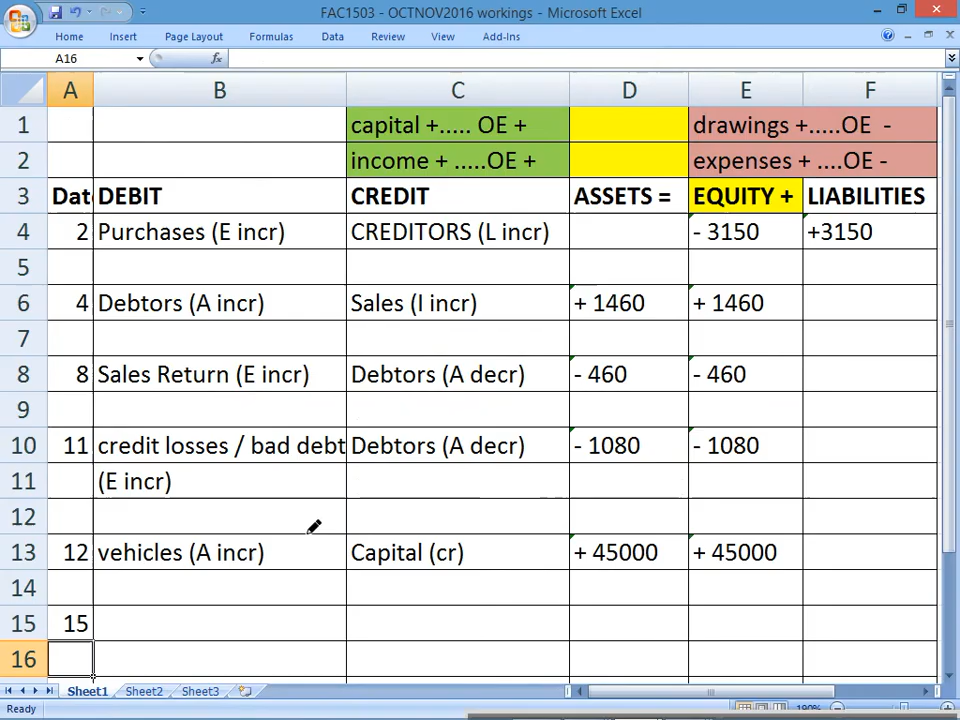 FAC1503 - OCTNOV2016 workings - Microsoft Excel
Home Insert Page Layout Formulas Data Review View Add-Ins
A16 fx
A B C D E F
1 capital +..... OE + drawings +.....OE -
2 income + .....OE + expenses + ....OE -
3 Date DEBIT CREDIT ASSETS = EQUITY + LIABILITIES
4 2 Purchases (E incr) CREDITORS (L incr) - 3150 +3150
5
6 4 Debtors (A incr) Sales (I incr) + 1460 + 1460
7
8 8 Sales Return (E incr) Debtors (A decr) - 460 - 460
9
10 11 credit losses / bad debt Debtors (A decr) - 1080 - 1080
11 (E incr)
12
13 12 vehicles (A incr) Capital (cr) + 45000 + 45000
14
15 15
16
Sheet1 Sheet2 Sheet3
Ready 190%